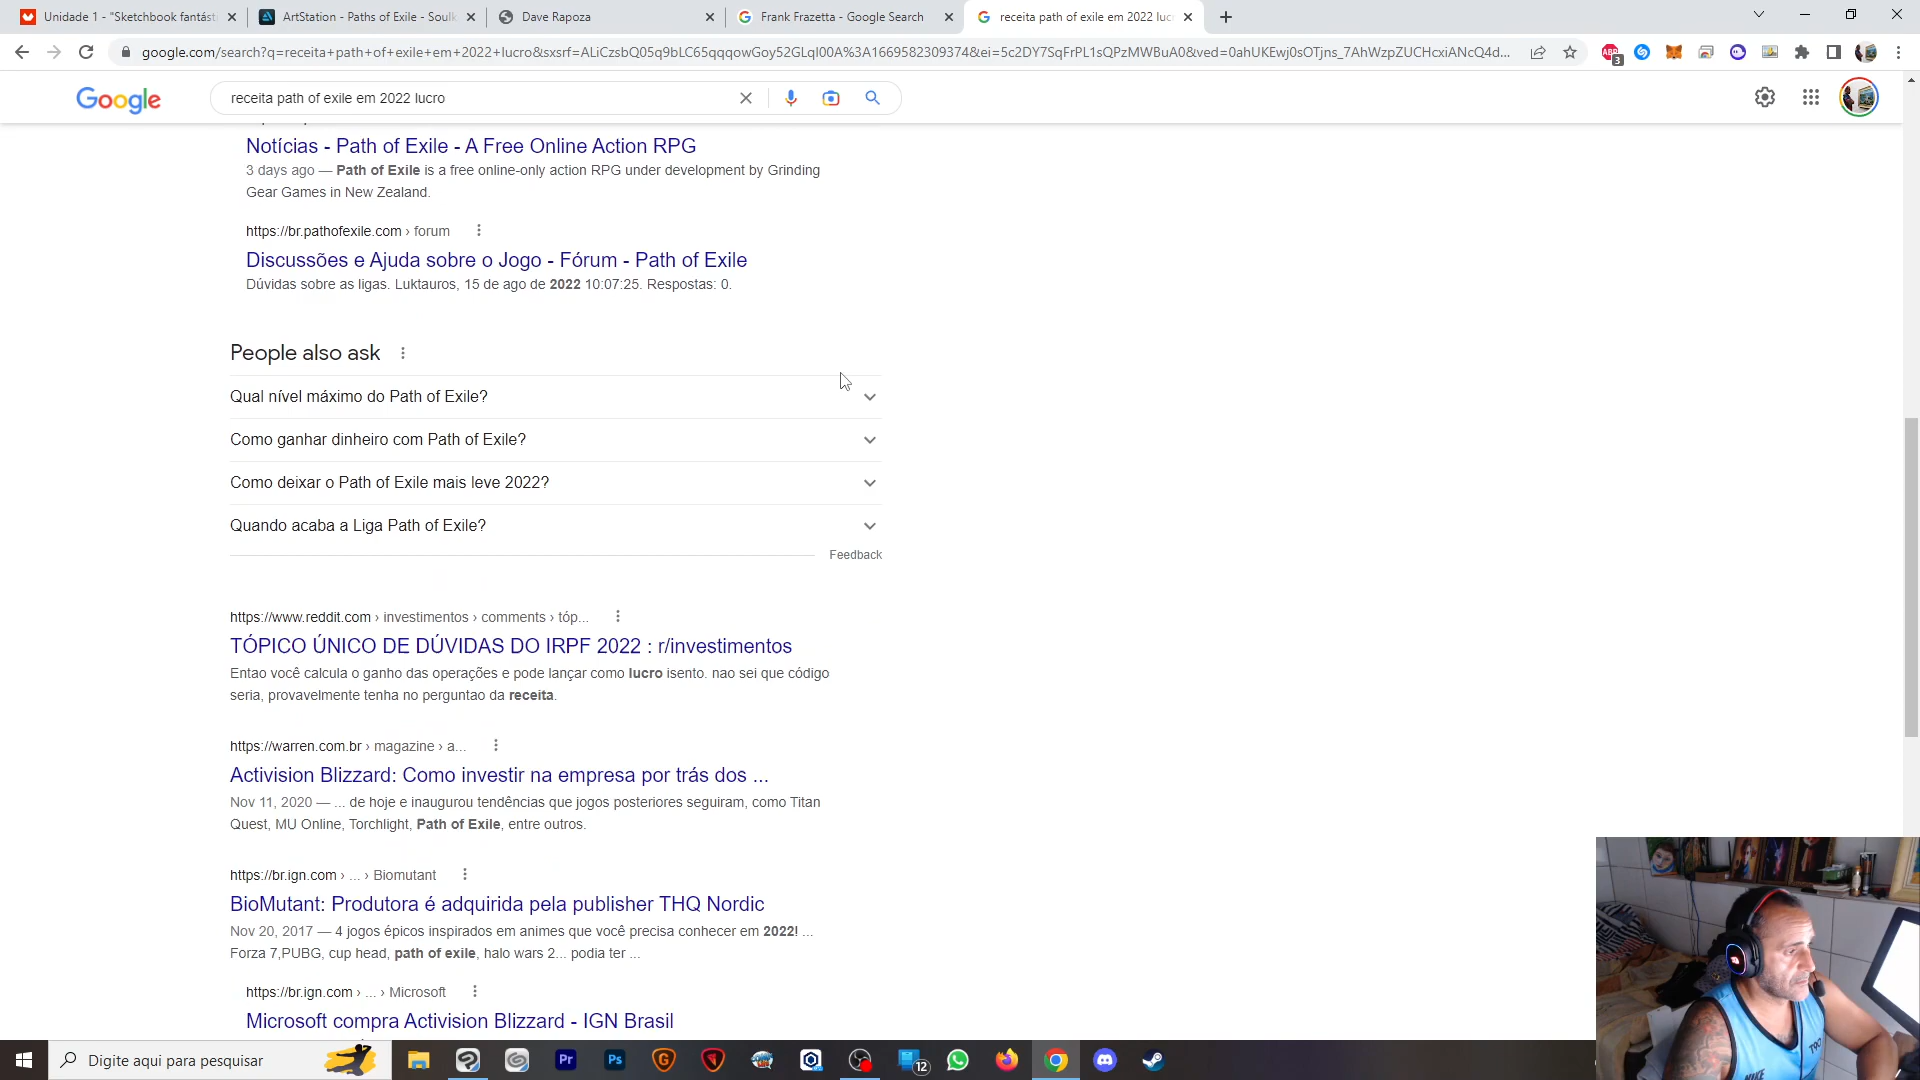 Unidade 1 - "Sketchbook fantást
ArtStation - Paths of Exile - Soulk
Dave Rapoza
Frank Frazetta - Google Search
receita path of exile em 2022 luc
google.com/search?q=receita+path+of+exile+em+2022+lucro&sxsrf=ALiCzsbQ05q9bLC65qqqowGoy52GLqI00A%3A1669582309374&ei=5c2DY7SqFrPL1sQPzMWBuA0&ved=0ahUKEwj0sOTjns_7AhWzpZUCHcxiANcQ4d...
3
Google
receita path of exile em 2022 lucro
Notícias - Path of Exile - A Free Online Action RPG
3 days ago — Path of Exile is a free online-only action RPG under development by Grinding
Gear Games in New Zealand.
https://br.pathofexile.com › forum
Discussões e Ajuda sobre o Jogo - Fórum - Path of Exile
Dúvidas sobre as ligas. Luktauros, 15 de ago de 2022 10:07:25. Respostas: 0.
People also ask
Qual nível máximo do Path of Exile?
Como ganhar dinheiro com Path of Exile?
Como deixar o Path of Exile mais leve 2022?
Quando acaba a Liga Path of Exile?
Feedback
https://www.reddit.com › investimentos › comments › tóp...
TÓPICO ÚNICO DE DÚVIDAS DO IRPF 2022 : r/investimentos
Entao você calcula o ganho das operações e pode lançar como lucro isento. nao sei que código
seria, provavelmente tenha no perguntao da receita.
https://warren.com.br › magazine › a...
Activision Blizzard: Como investir na empresa por trás dos ...
Nov 11, 2020 — ... de hoje e inaugurou tendências que jogos posteriores seguiram, como Titan
Quest, MU Online, Torchlight, Path of Exile, entre outros.
https://br.ign.com › ... › Biomutant
BioMutant: Produtora é adquirida pela publisher THQ Nordic
Nov 20, 2017 — 4 jogos épicos inspirados em animes que você precisa conhecer em 2022! ...
Forza 7,PUBG, cup head, path of exile, halo wars 2... podia ter ...
https://br.ign.com › ... › Microsoft
Microsoft compra Activision Blizzard - IGN Brasil
Digite aqui para pesquisar
Pr
Ps
12